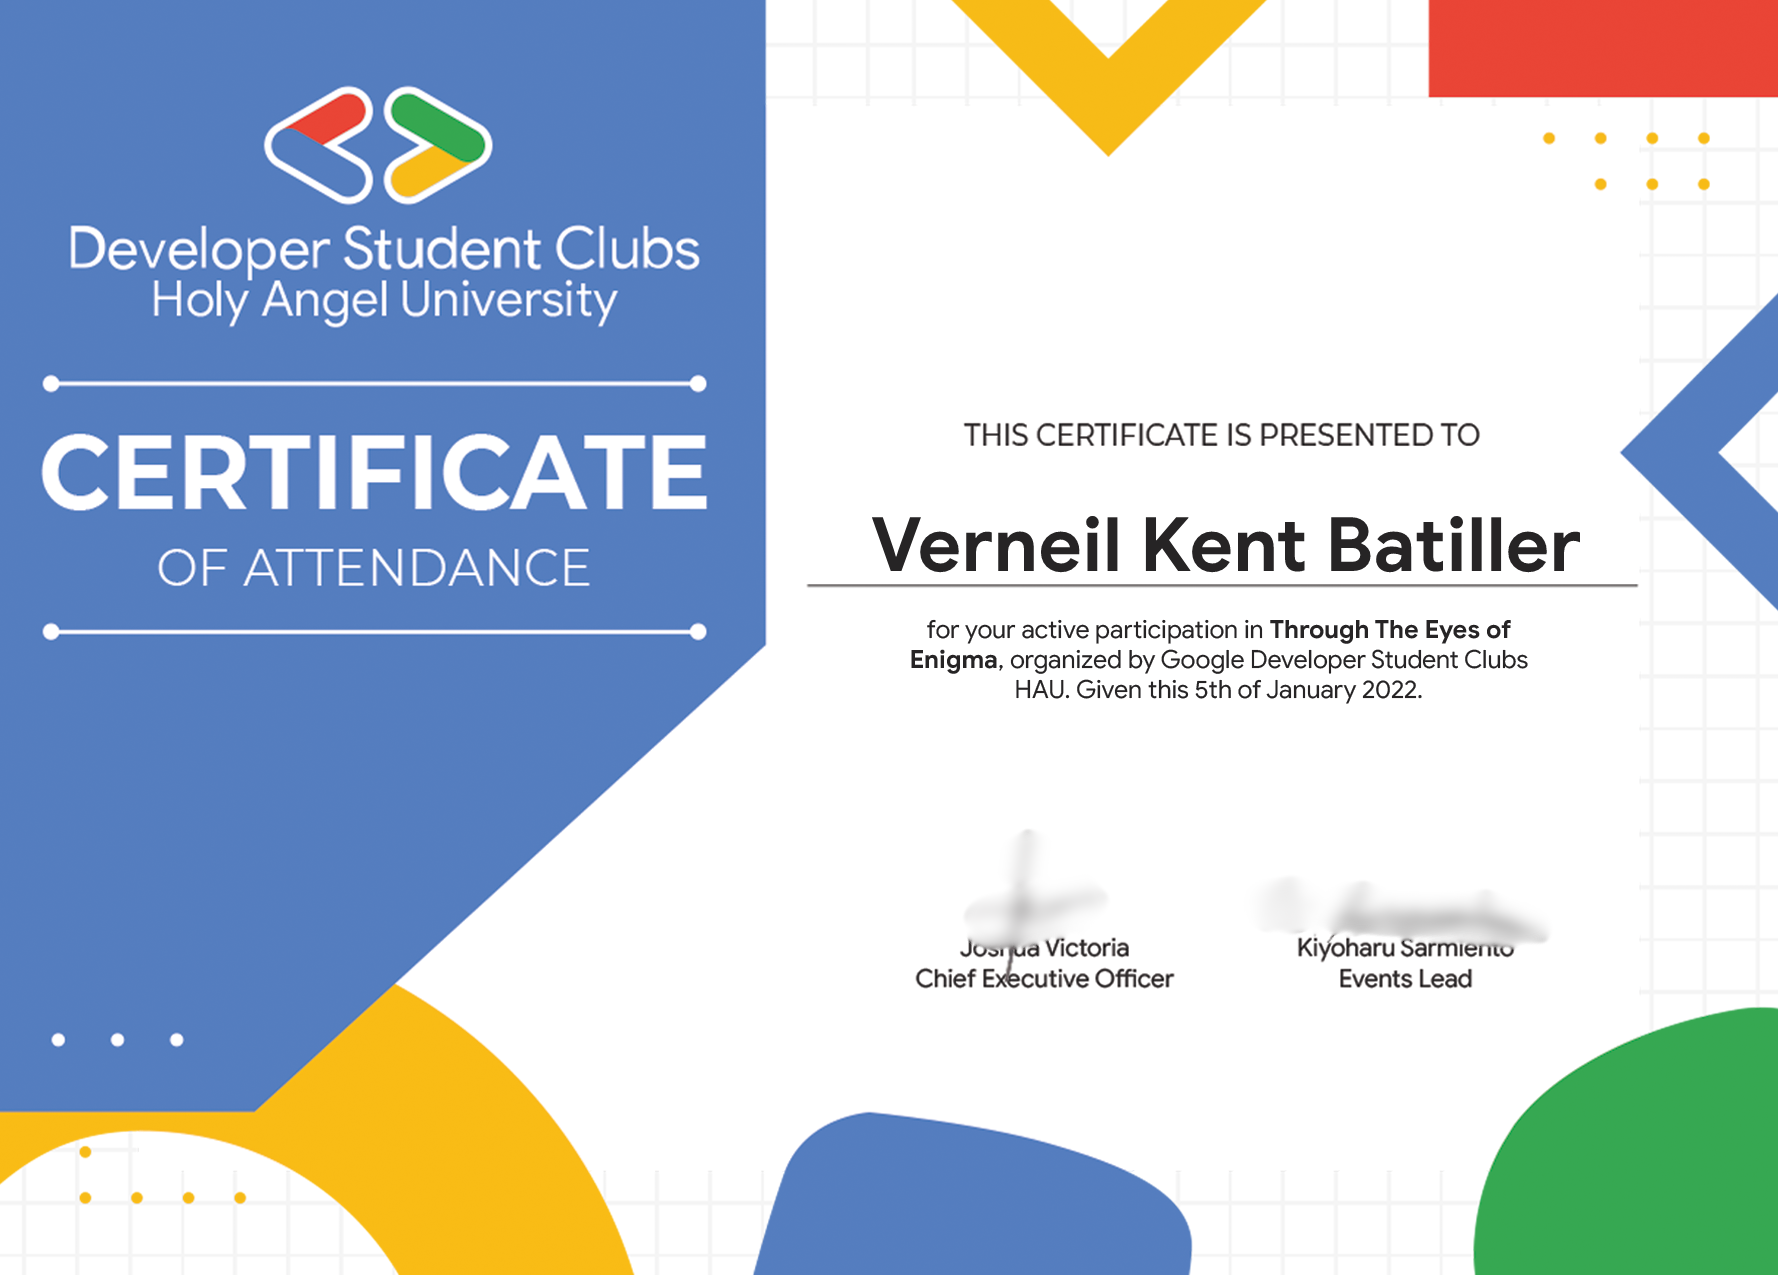 Developer Student Clubs
Holy Angel University
CERTIFICATE
OF ATTENDANCE
THIS CERTIFICATE IS PRESENTED TO
Verneil Kent Batiller
for your active participation in Through The Eyes of
Enigma, organized by Google Developer Student Clubs
HAU. Given this 5th of January 2022.
Joshua Victoria
Chief Executive Officer
Kiyoharu Sarmiento
Events Lead